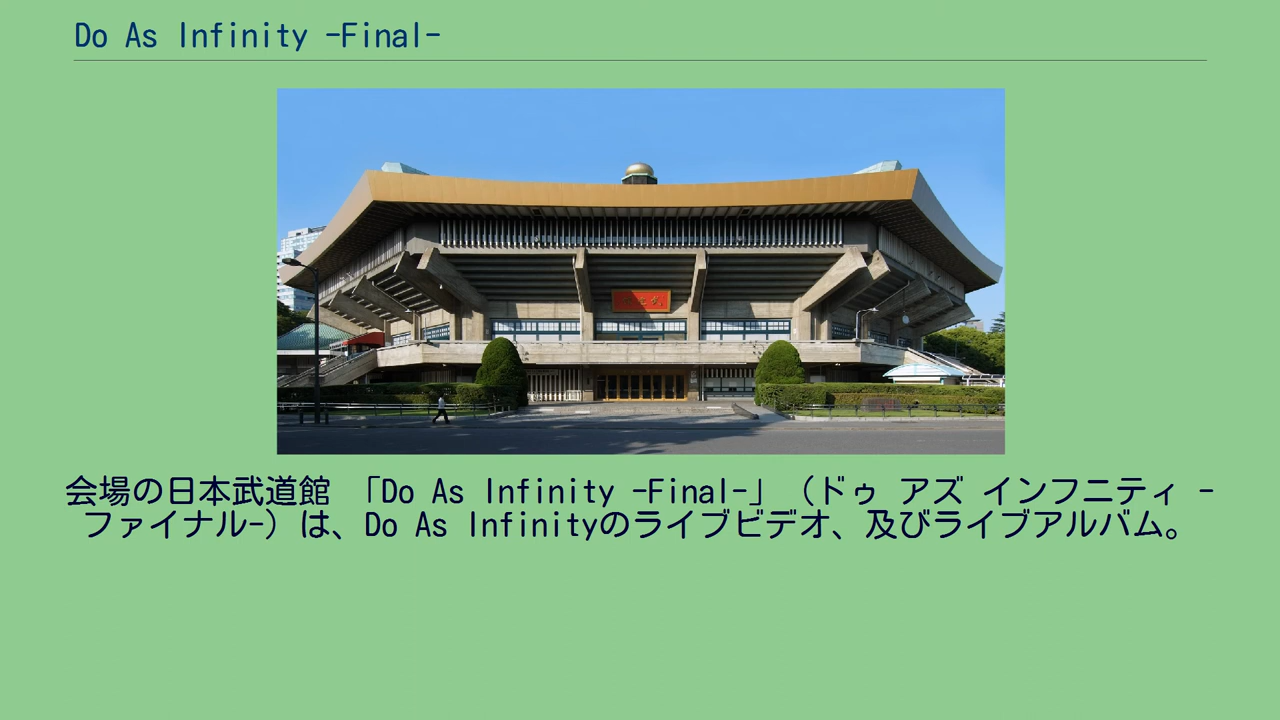 Do As Infinity -Final-
会場の日本武道館 「Do As Infinity -Final-」（ドゥ アズ インフニティ -
ファイナル-）は、Do As Infinityのライブビデオ、及びライブアルバム。